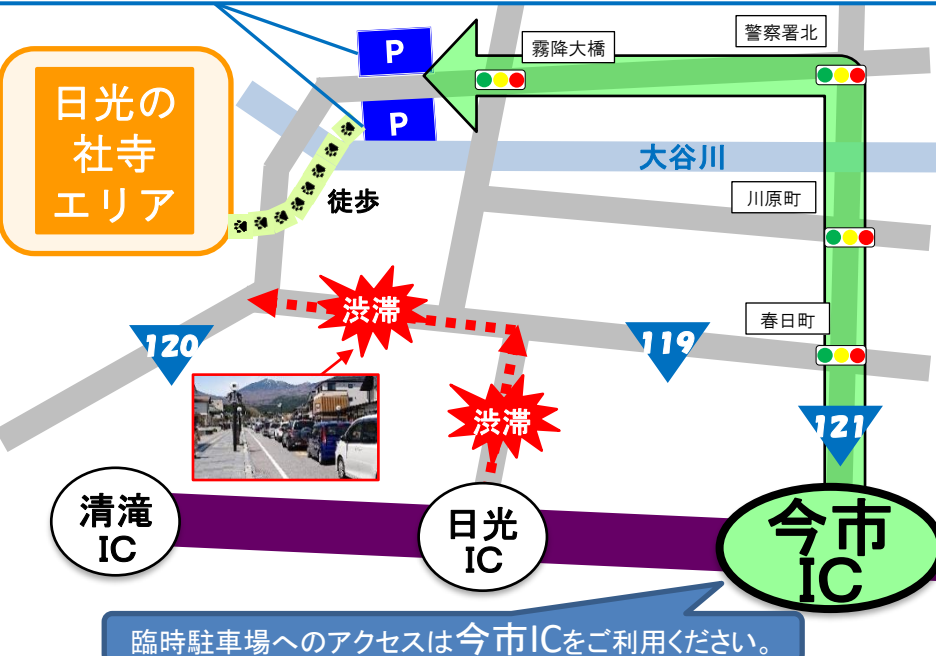 警察署北
霧降大橋
P
P
日光の
社寺
エリア
大谷川
徒歩
川原町
渋滞
春日町
120
119
渋滞
121
清滝
IC
日光
IC
今市
IC
臨時駐車場へのアクセスは今市ICをご利用ください。